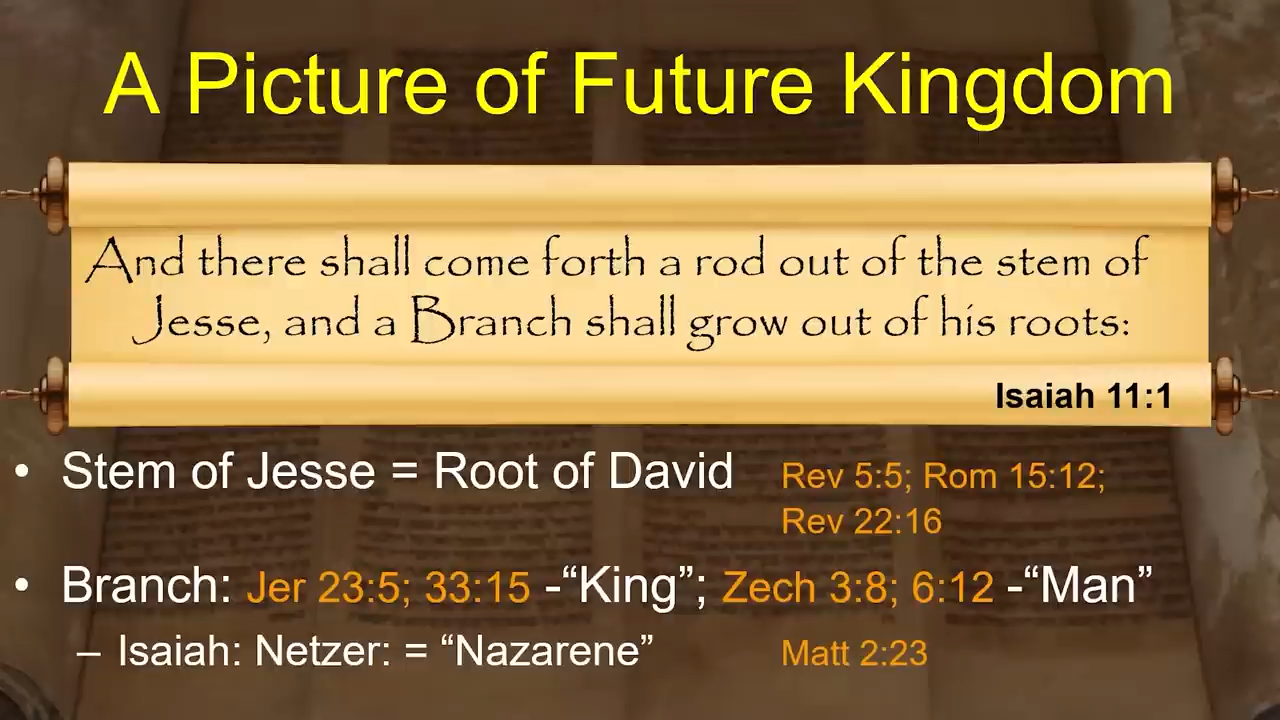 A Picture of Future Kingdom
And there shall come forth a rod out of the stem of
Jesse, and a Branch shall grow out of his roots:
Isaiah 11:1
• Stem of Jesse = Root of David Rev 5:5; Rom 15:12;
Rev 22:16
• Branch: Jer 23:5; 33:15 -“King”; Zech 3:8; 6:12 -“Man”
– Isaiah: Netzer: = “Nazarene” Matt 2:23